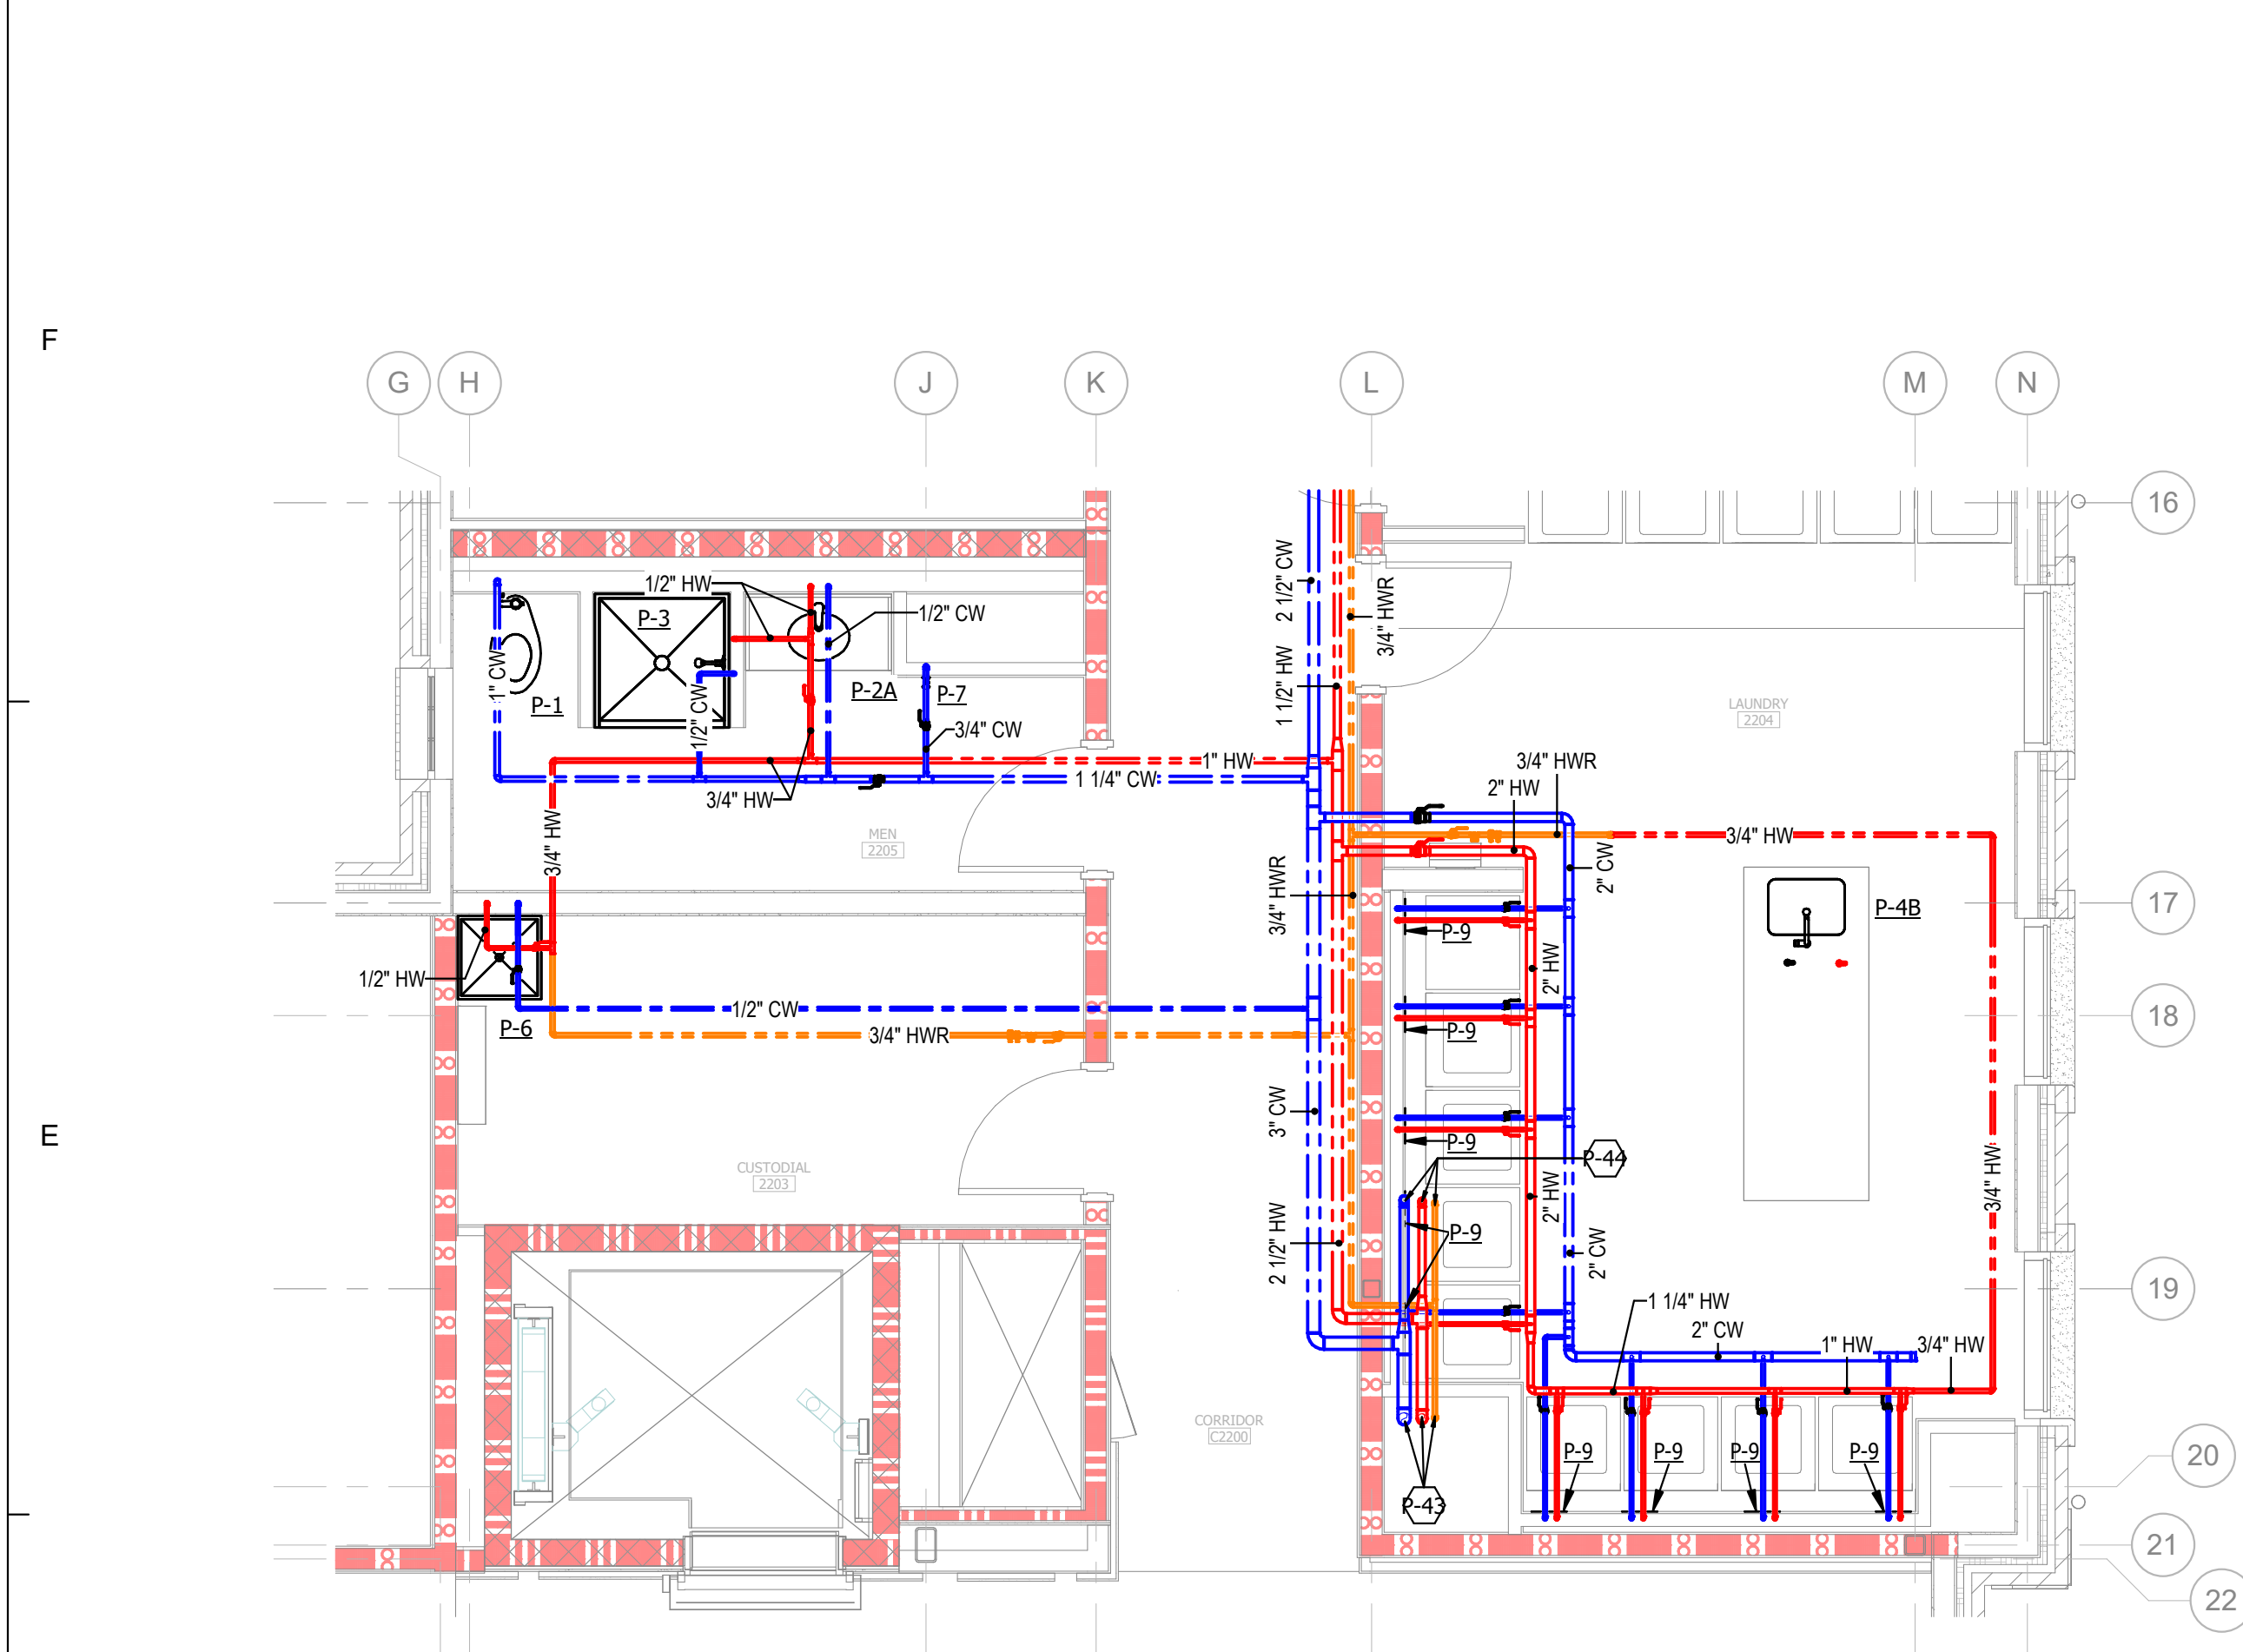 F
G
H
J
K
L
M
N
16
1/2" HW
P-3
1/2" CW
2 1/2" CW
3/4" HWR
1" CW
P-1
1/2" CW
P-2A
P-7
1 1/2" HW
LAUNDRY
2204
3/4" CW
1" HW
3/4" HWR
1 1/4" CW
2" HW
3/4" HW
3/4" HW
3/4" HW
MEN
2205
2" CW
3/4" HWR
P-4B
17
P-9
1/2" HW
2" HW
1/2" CW
P-6
18
P-9
3/4" HWR
3" CW
E
P-9
P-44
CUSTODIAL
2203
3/4" HW
2" HW
P-9
2 1/2" HW
2" CW
19
1 1/4" HW
2" CW
1" HW
3/4" HW
CORRIDOR
C2200
P-9
P-9
P-9
P-9
20
P-43
21
22